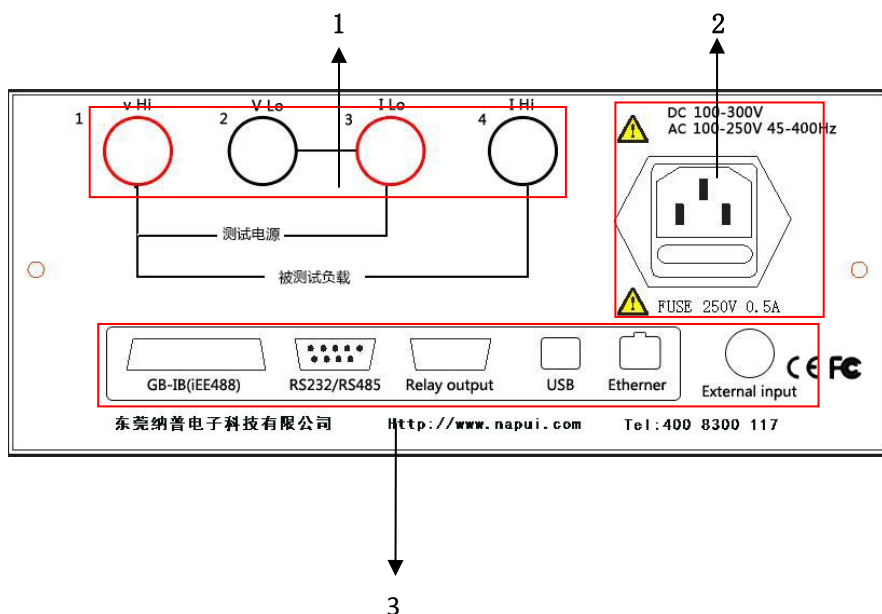 1 2
v Hi V Lo I Lo I Hi
1 2 3 4
DC 100-300V
AC 100-250V 45-400Hz
测试电源
被测试负载
FUSE 250V 0.5A
GB-IB(iEE488) RS232/RS485 Relay output USB Etherner External input
CE FC
东莞纳普电子科技有限公司 Http://www.napui.com Tel:400 8300 117
3